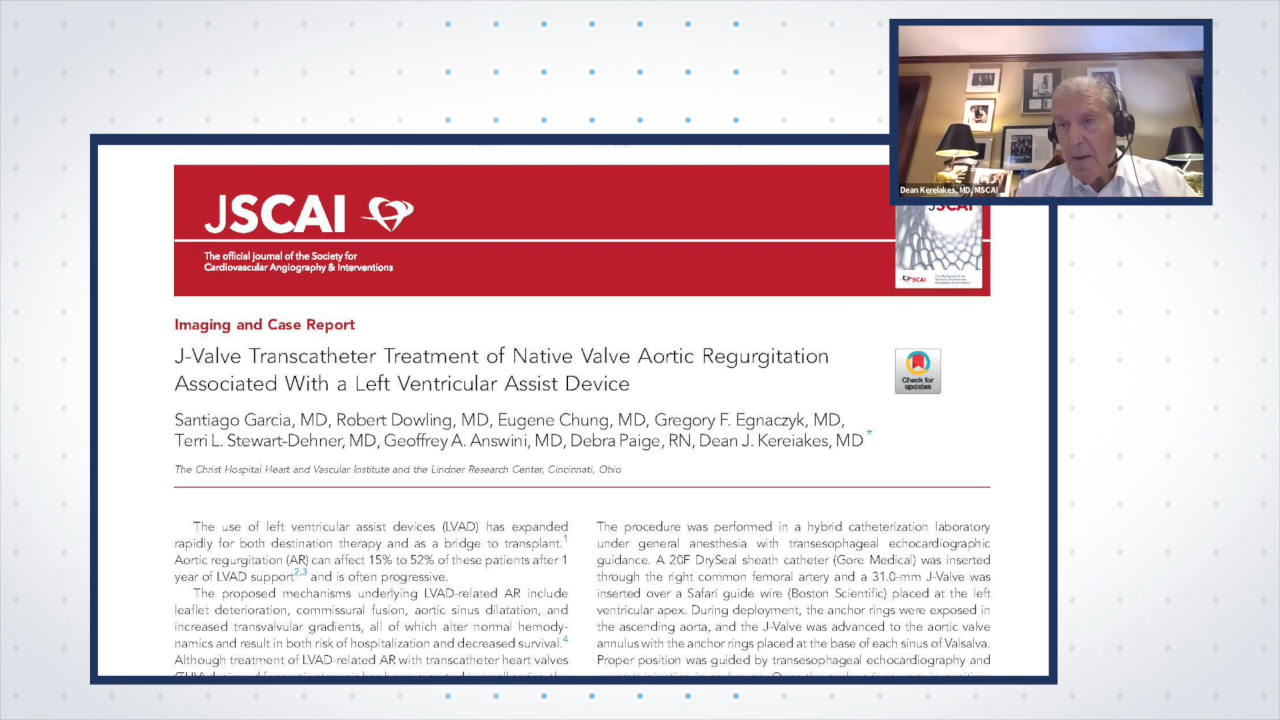 Dean Kereiakes, MD, MSCAI
JSCAI
The official journal of the Society for
Cardiovascular Angiography & Interventions
JSCAI
JSCAI
Imaging and Case Report
J-Valve Transcatheter Treatment of Native Valve Aortic Regurgitation
Associated With a Left Ventricular Assist Device
Check for
updates
Santiago Garcia, MD, Robert Dowling, MD, Eugene Chung, MD, Gregory F. Egnaczyk, MD,
Terri L. Stewart-Dehner, MD, Geoffrey A. Answini, MD, Debra Paige, RN, Dean J. Kereiakes, MD *
The Christ Hospital Heart and Vascular Institute and the Lindner Research Center, Cincinnati, Ohio
The use of left ventricular assist devices (LVAD) has expanded
rapidly for both destination therapy and as a bridge to transplant.1
Aortic regurgitation (AR) can affect 15% to 52% of these patients after 1
year of LVAD support2,3 and is often progressive.
The proposed mechanisms underlying LVAD-related AR include
leaflet deterioration, commissural fusion, aortic sinus dilatation, and
increased transvalvular gradients, all of which alter normal hemody-
namics and result in both risk of hospitalization and decreased survival.4
Although treatment of LVAD-related AR with transcatheter heart valves
The procedure was performed in a hybrid catheterization laboratory
under general anesthesia with transesophageal echocardiographic
guidance. A 20F DrySeal sheath catheter (Gore Medical) was inserted
through the right common femoral artery and a 31.0-mm J-Valve was
inserted over a Safari guide wire (Boston Scientific) placed at the left
ventricular apex. During deployment, the anchor rings were exposed in
the ascending aorta, and the J-Valve was advanced to the aortic valve
annulus with the anchor rings placed at the base of each sinus of Valsalva.
Proper position was guided by transesophageal echocardiography and